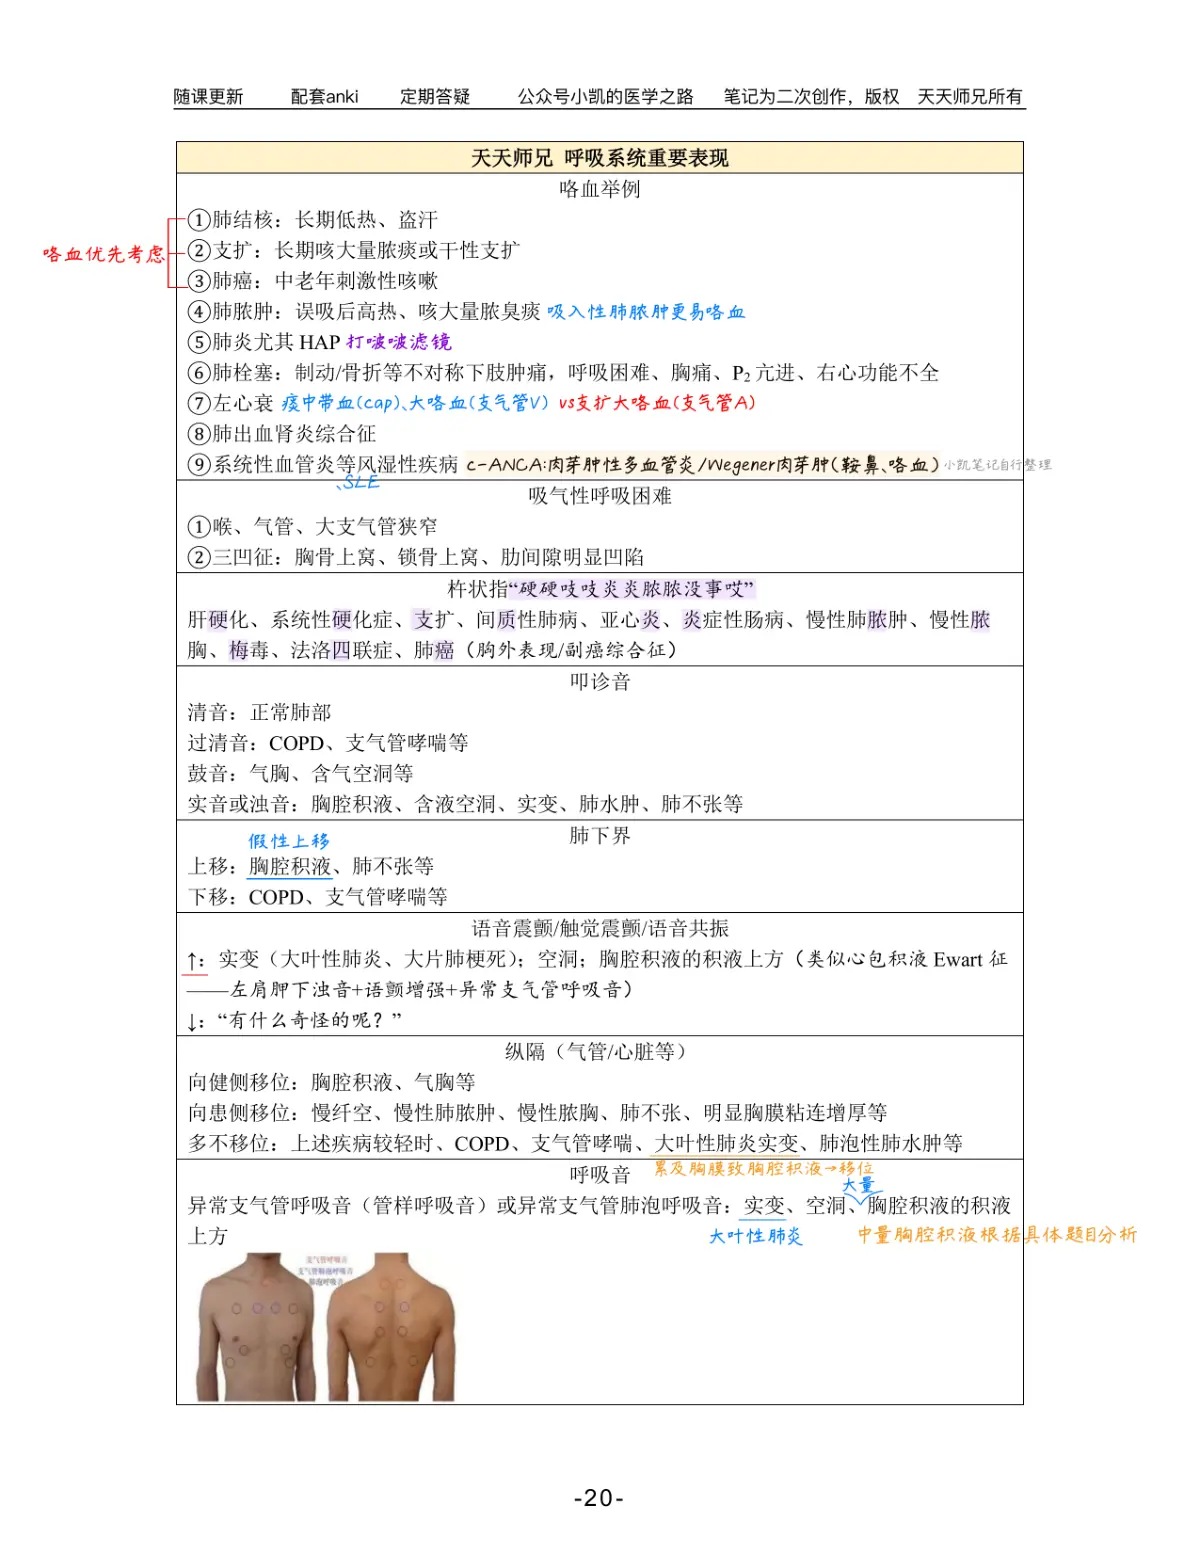 随课更新 配套anki 定期答疑 公众号小凯的医学之路 笔记为二次创作，版权 天天师兄所有
天天师兄 呼吸系统重要表现
咯血举例
①肺结核：长期低热、盗汗
咯血优先考虑 ②支扩：长期咳大量脓痰或干性支扩
③肺癌：中老年刺激性咳嗽
④肺脓肿：误吸后高热、咳大量脓臭痰 吸入性肺脓肿更易咯血
⑤肺炎尤其 HAP 打啵啵滤镜
⑥肺栓塞：制动/骨折等不对称下肢肿痛，呼吸困难、胸痛、P₂ 亢进、右心功能不全
⑦左心衰 痰中带血(cap)、大咯血(支气管V) vs支扩大咯血(支气管A)
⑧肺出血肾炎综合征
⑨系统性血管炎等风湿性疾病 c-ANCA:肉芽肿性多血管炎/Wegener肉芽肿(鞍鼻、咯血) 小凯笔记自行整理
、SLE
吸气性呼吸困难
①喉、气管、大支气管狭窄
②三凹征：胸骨上窝、锁骨上窝、肋间隙明显凹陷
杵状指“硬硬吱吱炎炎脓脓没事哎”
肝硬化、系统性硬化症、支扩、间质性肺病、亚心炎、炎症性肠病、慢性肺脓肿、慢性脓
胸、梅毒、法洛四联症、肺癌（胸外表现/副癌综合征）
叩诊音
清音：正常肺部
过清音：COPD、支气管哮喘等
鼓音：气胸、含气空洞等
实音或浊音：胸腔积液、含液空洞、实变、肺水肿、肺不张等
肺下界
假性上移
上移：胸腔积液、肺不张等
下移：COPD、支气管哮喘等
语音震颤/触觉震颤/语音共振
↑：实变（大叶性肺炎、大片肺梗死）；空洞；胸腔积液的积液上方（类似心包积液 Ewart 征
——左肩胛下浊音+语颤增强+异常支气管呼吸音）
↓：“有什么奇怪的呢？”
纵隔（气管/心脏等）
向健侧移位：胸腔积液、气胸等
向患侧移位：慢纤空、慢性肺脓肿、慢性脓胸、肺不张、明显胸膜粘连增厚等
多不移位：上述疾病较轻时、COPD、支气管哮喘、大叶性肺炎实变、肺泡性肺水肿等
呼吸音 累及胸膜致胸腔积液→移位
大量
异常支气管呼吸音（管样呼吸音）或异常支气管肺泡呼吸音：实变、空洞、胸腔积液的积液
上方 大叶性肺炎 中量胸腔积液根据具体题目分析
支气管呼吸音
支气管肺泡呼吸音
肺泡呼吸音
-20-